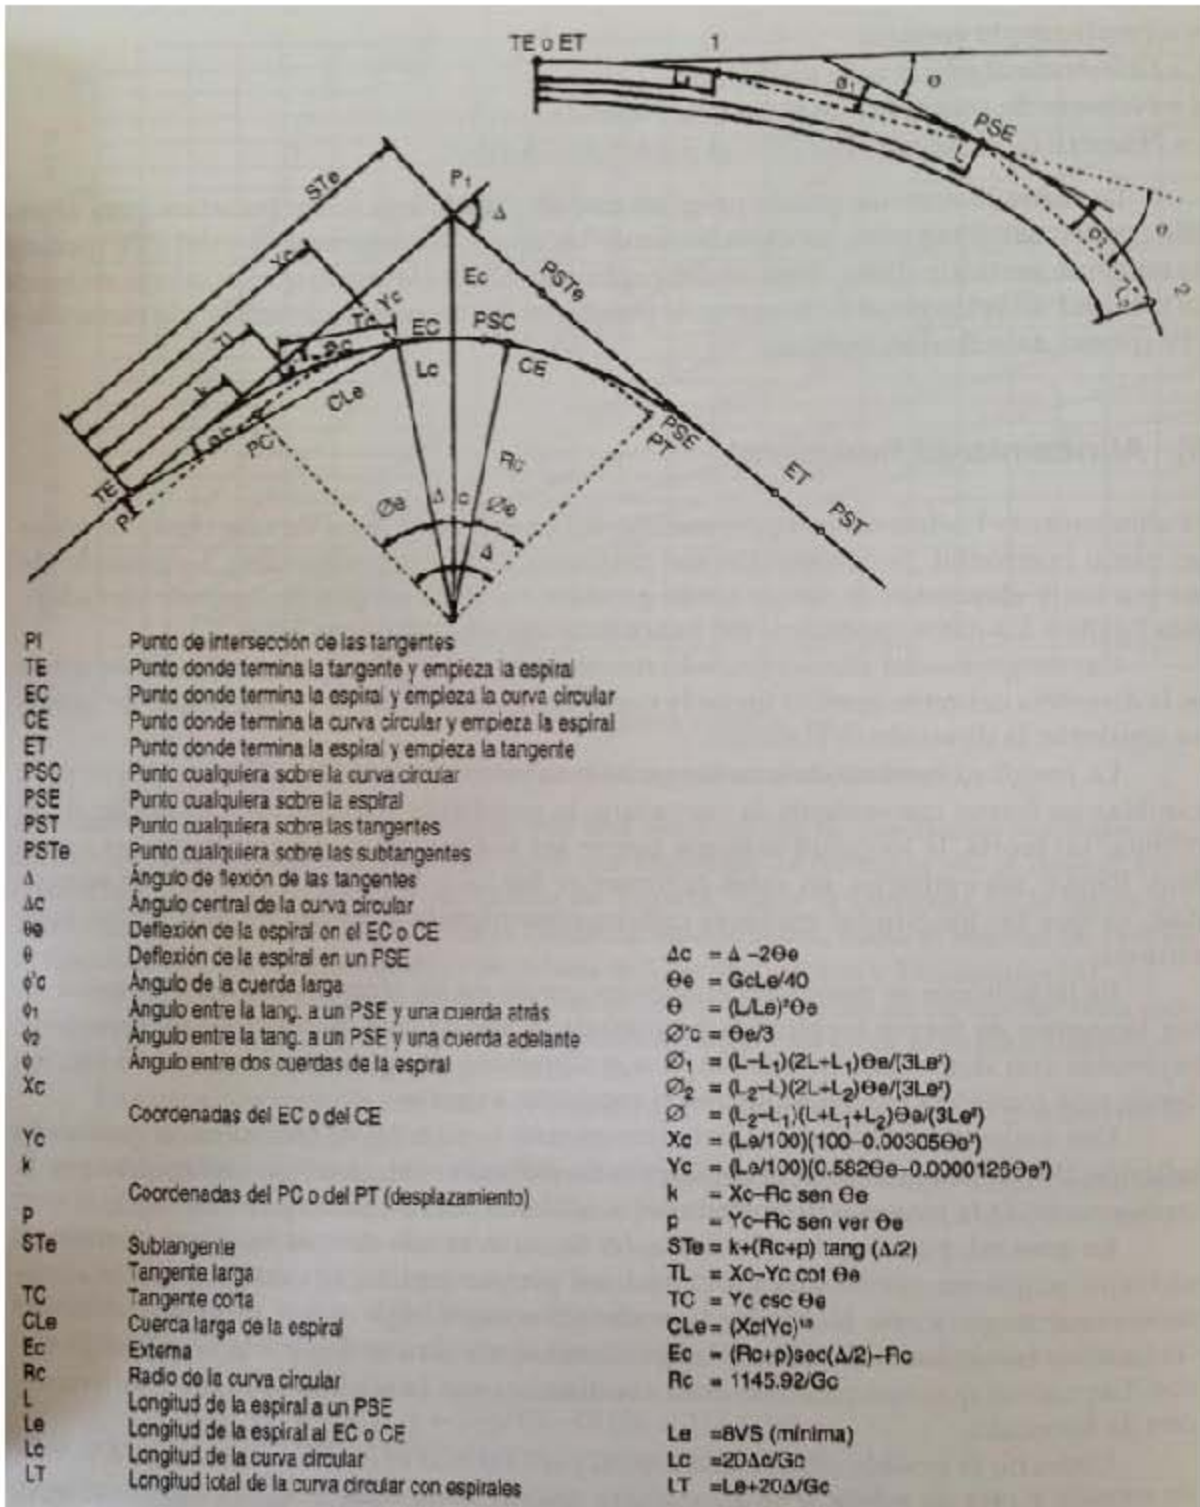 TE o ET
1
PSE
θ
STe
P1
Δ
Xc
Yc
Ec
PSTe
TL
Tc
EC
PSC
CE
k
CLe
Lc
PC
Rc
PSE
PT
TE
P
ET
PST
Øe
Δ c
Øe
Δ
2
PI Punto de intersección de las tangentes
TE Punto donde termina la tangente y empieza la espiral
EC Punto donde termina la espiral y empieza la curva circular
CE Punto donde termina la curva circular y empieza la espiral
ET Punto donde termina la espiral y empieza la tangente
PSC Punto cualquiera sobre la curva circular
PSE Punto cualquiera sobre la espiral
PST Punto cualquiera sobre las tangentes
PSTe Punto cualquiera sobre las subtangentes
Δ Ángulo de flexión de las tangentes
Δc Ángulo central de la curva circular
θe Deflexión de la espiral en el EC o CE
θ Deflexión de la espiral en un PSE Δc = Δ –2Θe
ϕ'c Ángulo de la cuerda larga Θe = GcLe/40
ϕ1 Ángulo entre la tang. a un PSE y una cuerda atrás Θ = (L/Le)²Θe
ϕ2 Ángulo entre la tang. a un PSE y una cuerda adelante Ø'c = Θe/3
ϕ Ángulo entre dos cuerdas de la espiral Ø₁ = (L–L₁)(2L+L₁)Θe/(3Le²)
Xc Ø₂ = (L₂–L)(2L+L₂)Θe/(3Le²)
Coordenadas del EC o del CE Ø = (L₂–L₁)(L+L₁+L₂)Θe/(3Le²)
Yc Xc = (Le/100)(100–0.00305Θe²)
k Yc = (Le/100)(0.582Θe–0.0000126Θe³)
Coordenadas del PC o del PT (desplazamiento) k = Xc–Rc sen Θe
P p = Yc–Rc sen ver Θe
STe Subtangente STe = k+(Rc+p) tang (Δ/2)
Tangente larga TL = Xc–Yc cot Θe
TC Tangente corta TC = Yc csc Θe
CLe Cuerda larga de la espiral CLe =
Ec Externa Ec = (Rc+p)sec(Δ/2)–Rc
Rc Radio de la curva circular Rc = 1145.92/Gc
L Longitud de la espiral a un PSE
Le Longitud de la espiral al EC o CE Le =8VS (mínima)
Lc Longitud de la curva circular Lc =20Δc/Gc
LT Longitud total de la curva circular con espirales LT =Le+20Δ/Gc